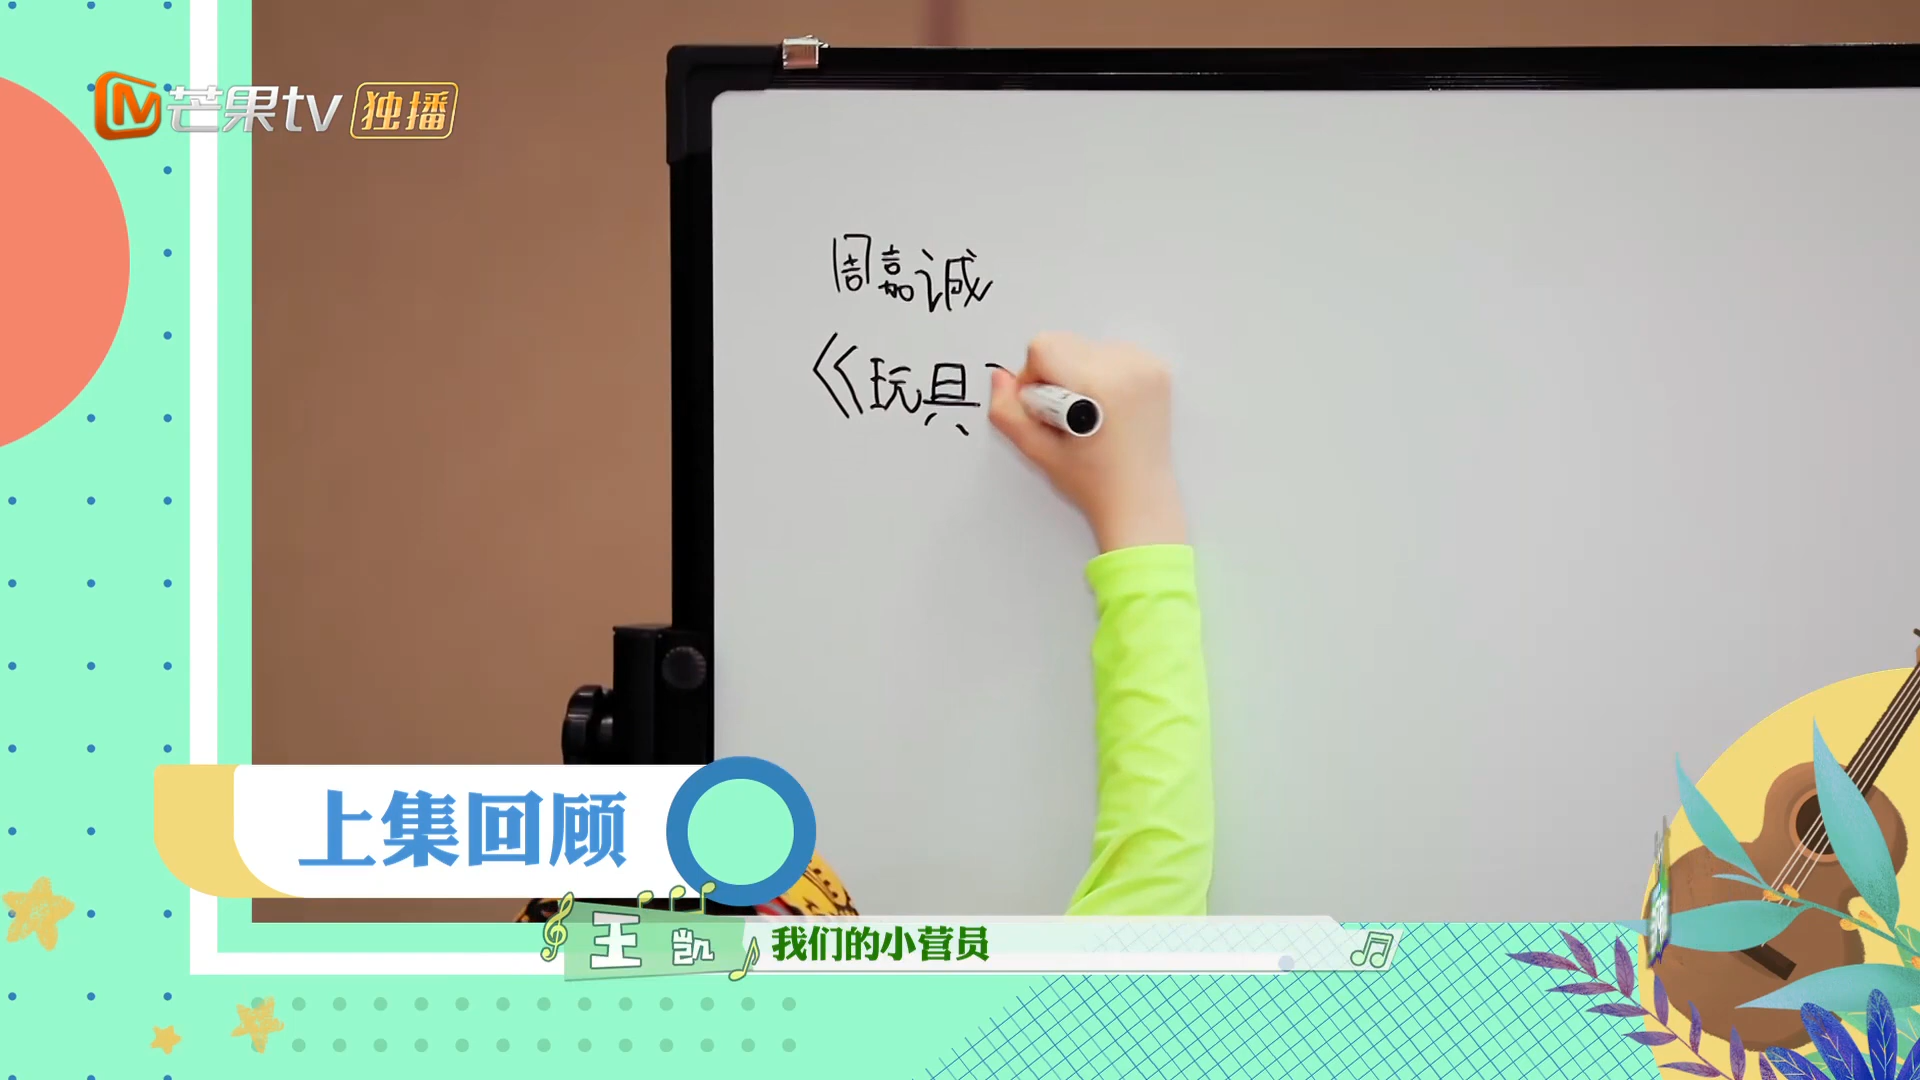 芒果tv 独播
周嘉诚
《玩具
上集回顾
王凯 我们的小营员